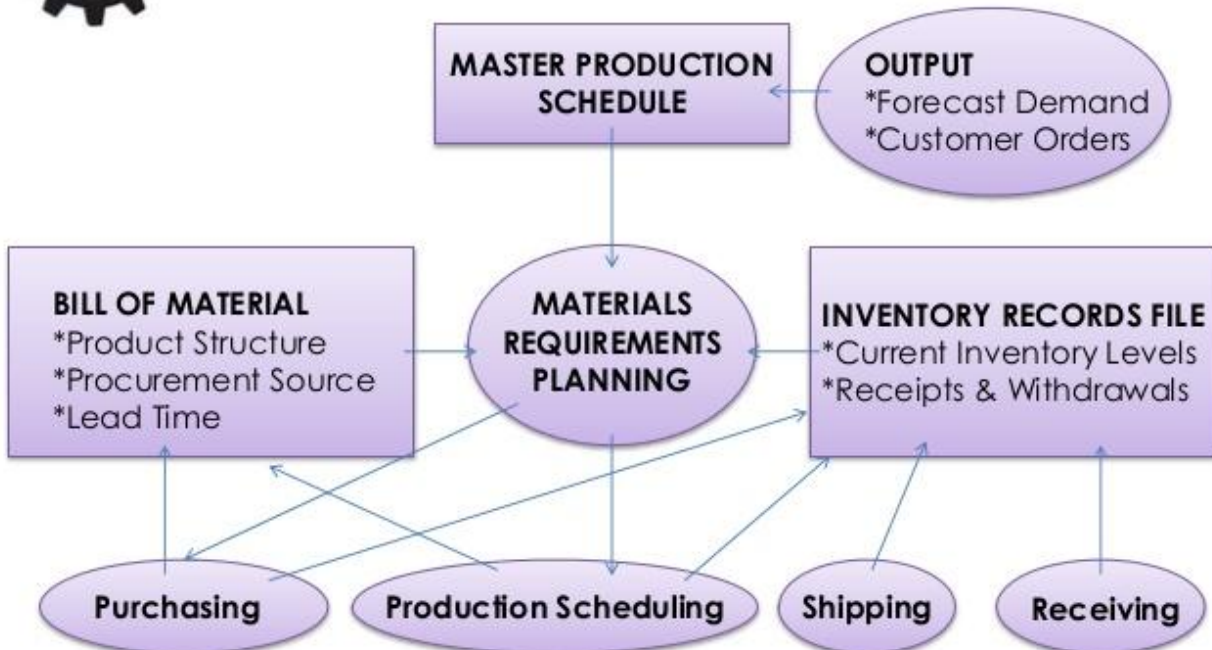 MASTER PRODUCTION
SCHEDULE
OUTPUT
*Forecast Demand
*Customer Orders
BILL OF MATERIAL
*Product Structure
*Procurement Source
*Lead Time
MATERIALS
REQUIREMENTS
PLANNING
INVENTORY RECORDS FILE
*Current Inventory Levels
*Receipts & Withdrawals
Purchasing
Production Scheduling
Shipping
Receiving